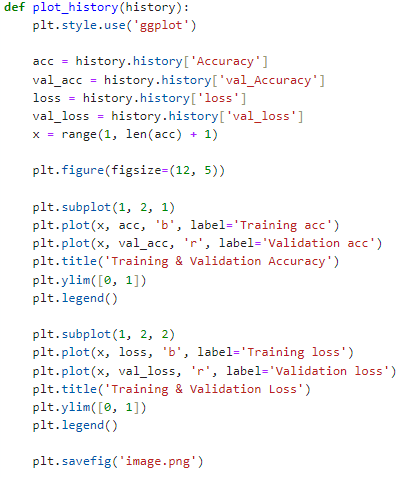 def plot_history(history):
    plt.style.use('ggplot')

    acc = history.history['Accuracy']
    val_acc = history.history['val_Accuracy']
    loss = history.history['loss']
    val_loss = history.history['val_loss']
    x = range(1, len(acc) + 1)

    plt.figure(figsize=(12, 5))

    plt.subplot(1, 2, 1)
    plt.plot(x, acc, 'b', label='Training acc')
    plt.plot(x, val_acc, 'r', label='Validation acc')
    plt.title('Training & Validation Accuracy')
    plt.ylim([0, 1])
    plt.legend()

    plt.subplot(1, 2, 2)
    plt.plot(x, loss, 'b', label='Training loss')
    plt.plot(x, val_loss, 'r', label='Validation loss')
    plt.title('Training & Validation Loss')
    plt.ylim([0, 1])
    plt.legend()

    plt.savefig('image.png')